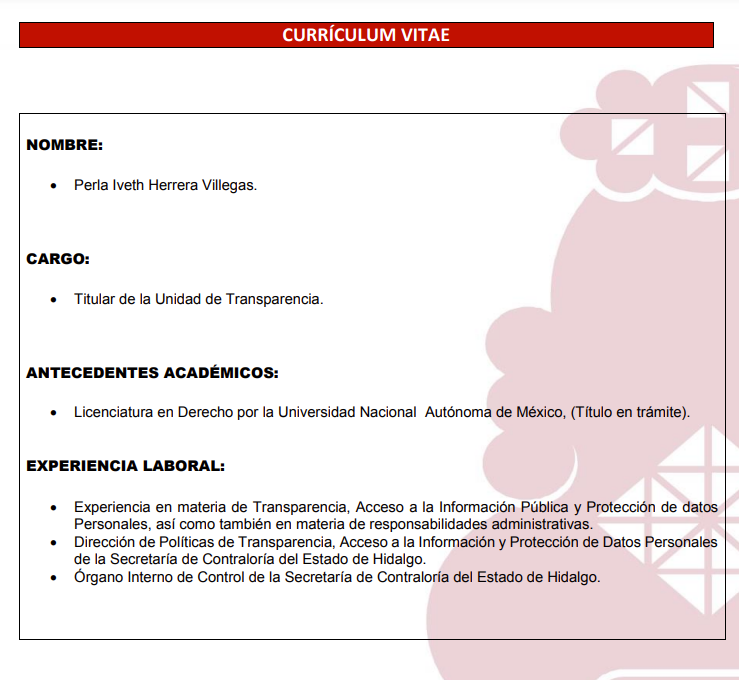 CURRÍCULUM VITAE
NOMBRE:
• Perla Iveth Herrera Villegas.
CARGO:
• Titular de la Unidad de Transparencia.
ANTECEDENTES ACADÉMICOS:
• Licenciatura en Derecho por la Universidad Nacional Autónoma de México, (Título en trámite).
EXPERIENCIA LABORAL:
• Experiencia en materia de Transparencia, Acceso a la Información Pública y Protección de datos
Personales, así como también en materia de responsabilidades administrativas.
• Dirección de Políticas de Transparencia, Acceso a la Información y Protección de Datos Personales
de la Secretaría de Contraloría del Estado de Hidalgo.
• Órgano Interno de Control de la Secretaría de Contraloría del Estado de Hidalgo.